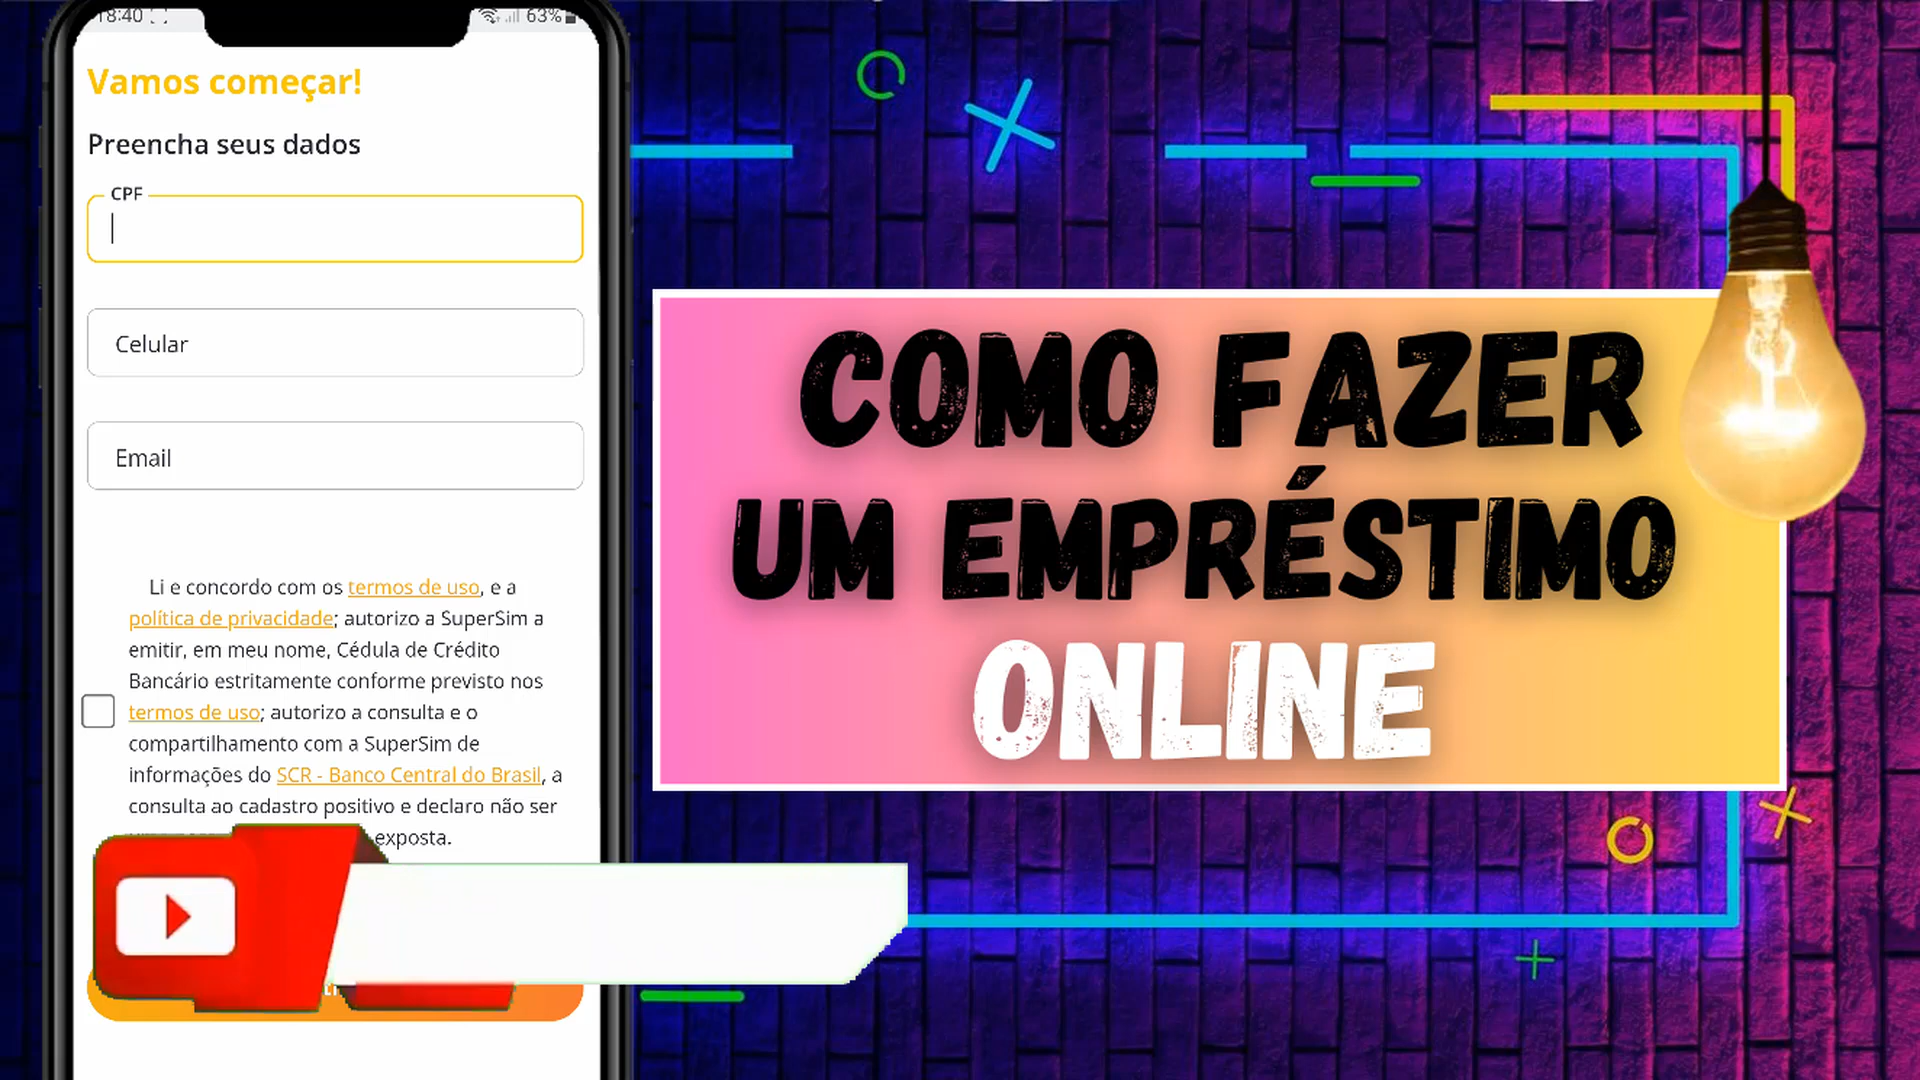 18:40
63%
Vamos começar!
Preencha seus dados
CPF
Celular
Email
Li e concordo com os termos de uso, e a
política de privacidade; autorizo a SuperSim a
emitir, em meu nome, Cédula de Crédito
Bancário estritamente conforme previsto nos
termos de uso; autorizo a consulta e o
compartilhamento com a SuperSim de
informações do SCR - Banco Central do Brasil, a
consulta ao cadastro positivo e declaro não ser
exposta.
COMO FAZER
UM EMPRÉSTIMO
ONLINE